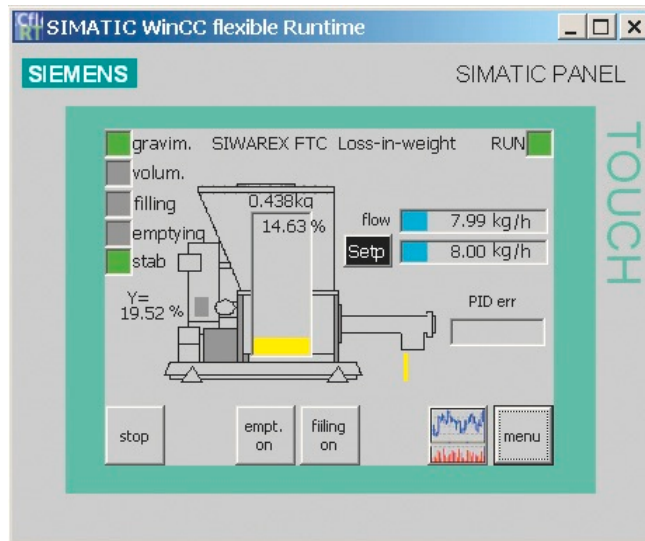 SIMATIC WinCC flexible Runtime
SIEMENS
SIMATIC PANEL
TOUCH
gravim.
SIWAREX FTC Loss-in-weight
RUN
volum.
filling
0.438kg
14.63 %
flow
7.99 kg/h
emptying
Setp
8.00 kg/h
stab
Y=
19.52 %
PID err
stop
empt.
on
fiiling
on
menu